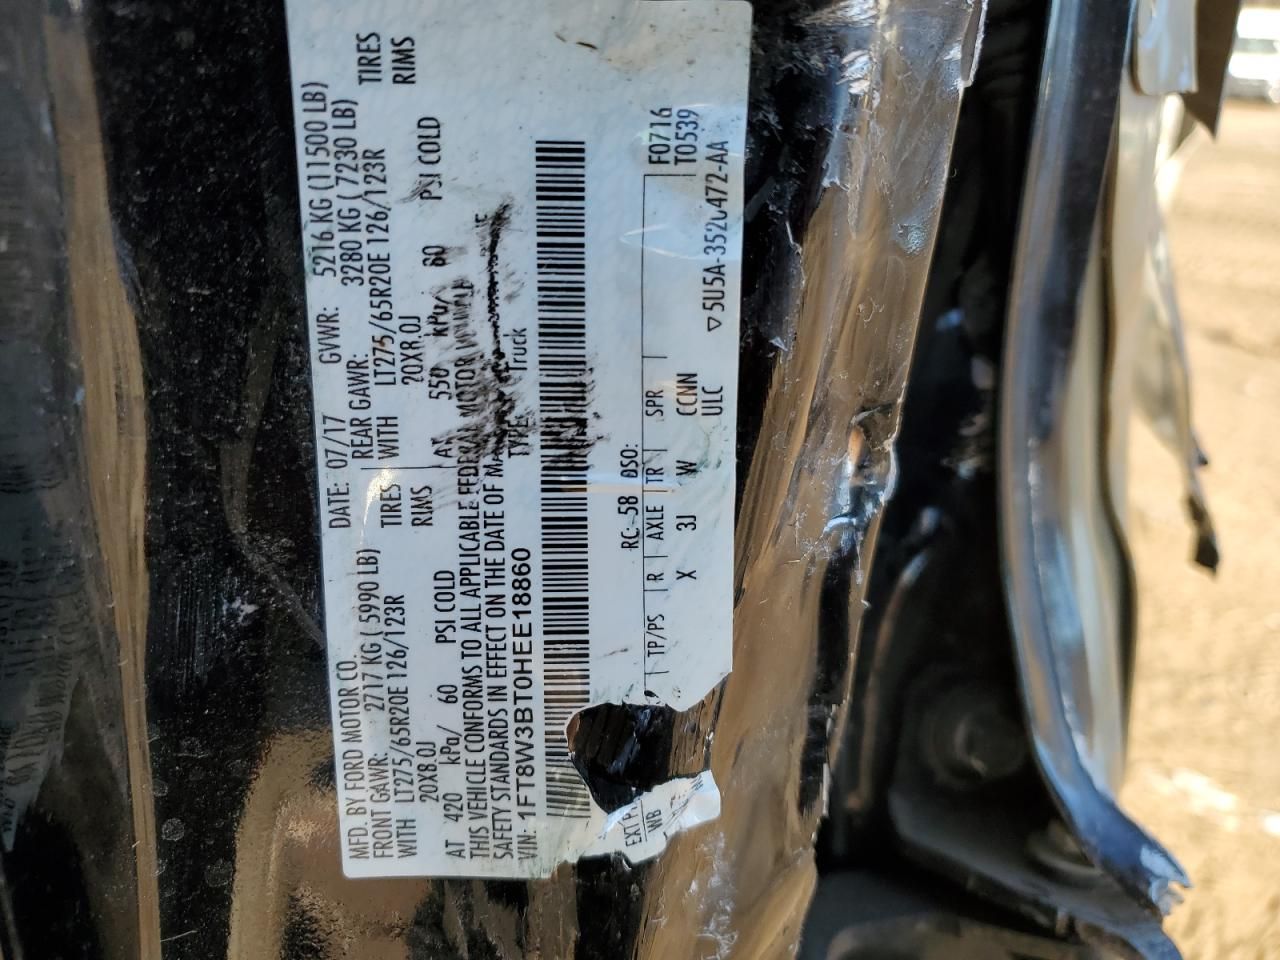 MFD. BY FORD MOTOR CO.
DATE: 07/17 GVWR: 5216 KG (11500 LB)
FRONT GAWR: 2717 KG ( 5990 LB) REAR GAWR: 3280 KG ( 7230 LB)
WITH LT275/65R20E 126/123R TIRES WITH LT275/65R20E 126/123R TIRES
20X8.0J RIMS 20X8.0J RIMS
AT 420 kPa/ 60 PSI COLD AT 550 kPa/ 80 PSI COLD
THIS VEHICLE CONFORMS TO ALL APPLICABLE FEDERAL MOTOR VEHICLE
SAFETY STANDARDS IN EFFECT ON THE DATE OF
VIN: 1FT8W3BT0HEE18860 TYPE: Truck
F0716
T0539
RC: 58 DSO:
EXT TP/PS R AXLE TR SPR
WB X 3J W CCNN
ULC
▽5U5A-3520472-AA